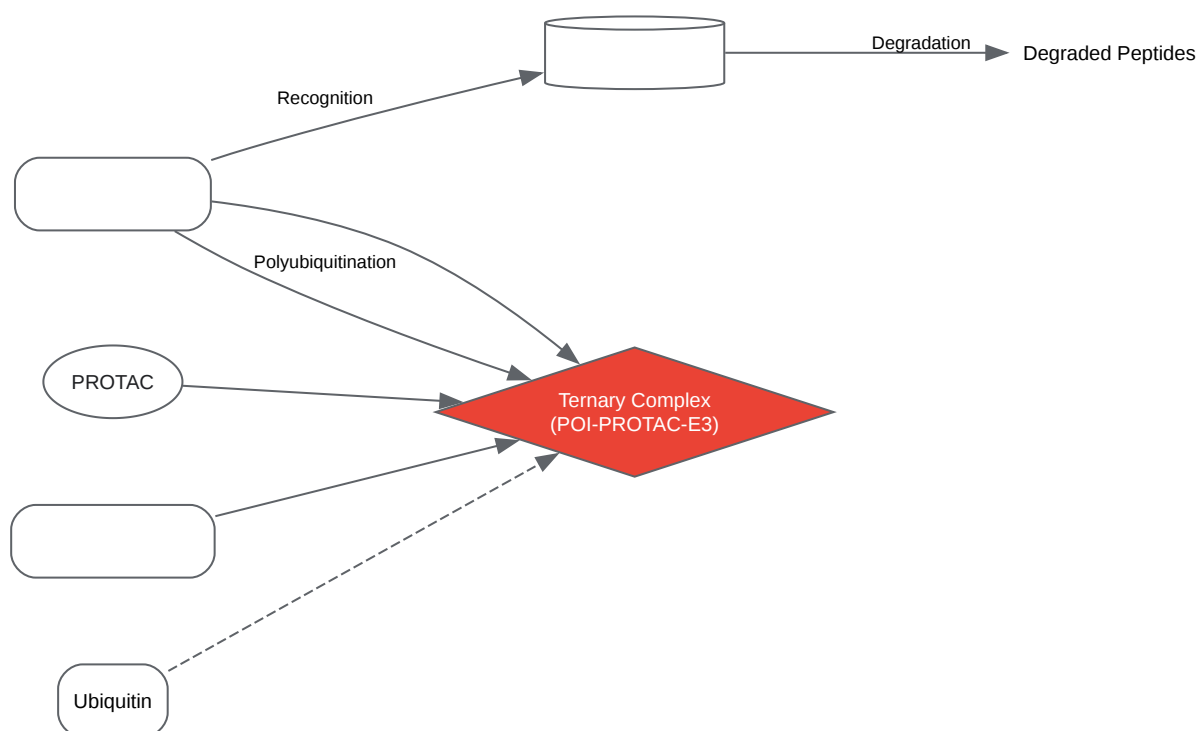 Degradation
Degraded Peptides
Recognition
Polyubiquitination
PROTAC
Ternary Complex
(POI-PROTAC-E3)
Ubiquitin